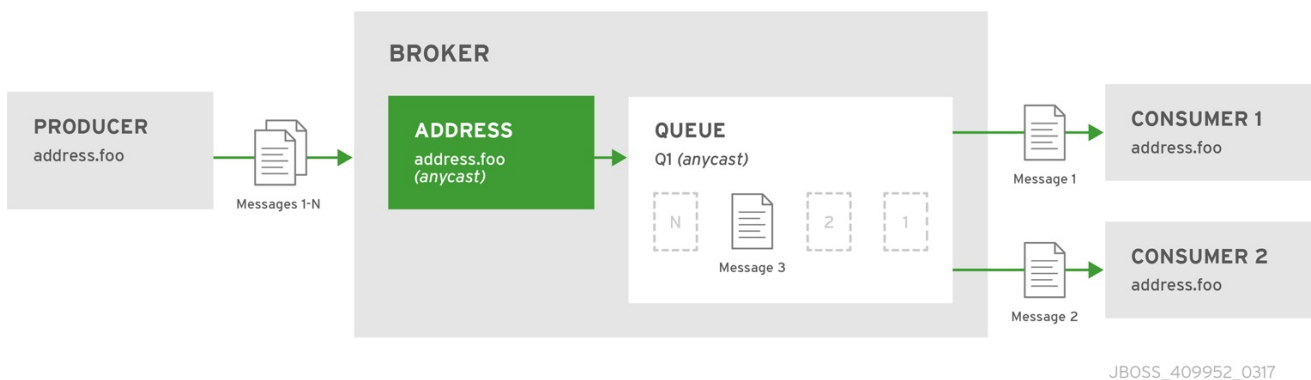 BROKER
PRODUCER
address.foo
Messages 1-N
ADDRESS
address.foo
(anycast)
QUEUE
Q1 (anycast)
N
2
1
Message 3
Message 1
CONSUMER 1
address.foo
Message 2
CONSUMER 2
address.foo
JBOSS_409952_0317